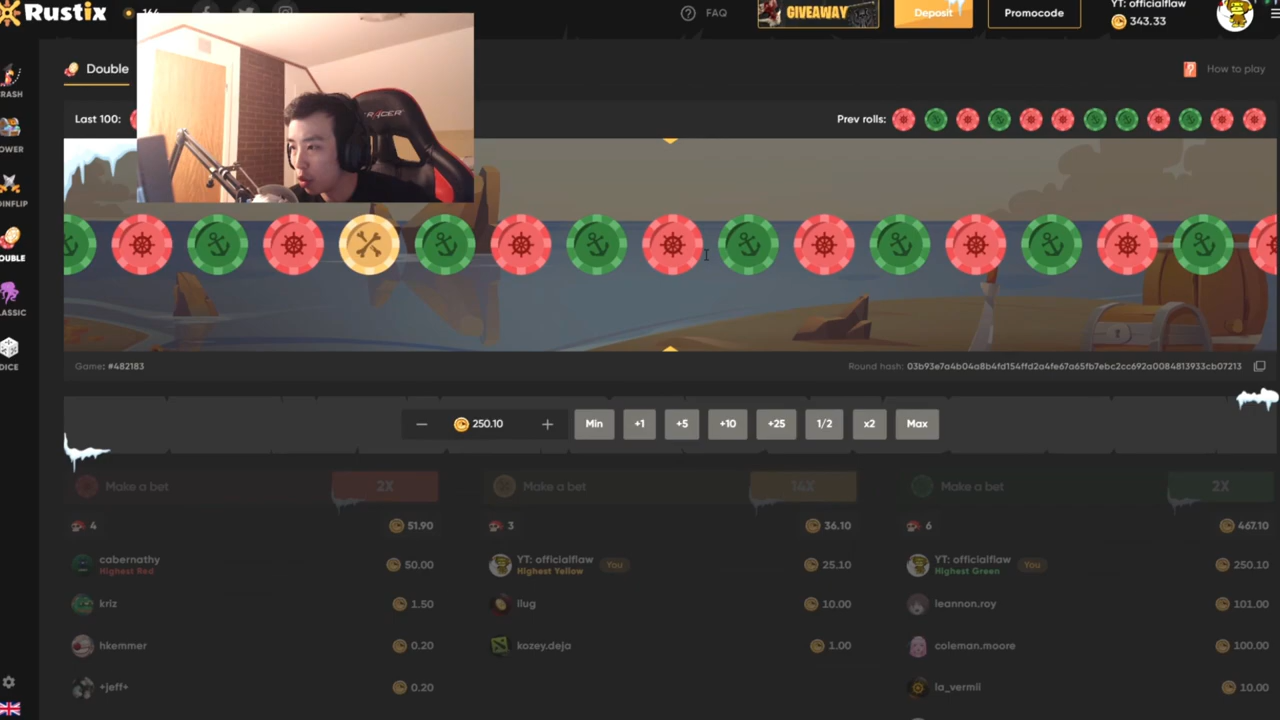 Rustix
FAQ
GIVEAWAY
Deposit
Promocode
YT: officialflaw
343.33
RASH
Double
How to play
OWER
Last 100:
Prev rolls:
OINFLIP
OUBLE
LASSIC
DICE
Game: #482183
Round hash: 03b93e7a4b04a8b4fd154ffd2a4fe67a65fb7ebc2cc692a0084813933cb07213
250.10
Min
+1
+5
+10
+25
1/2
x2
Max
Make a bet
2X
Make a bet
14X
Make a bet
2X
4
51.90
3
36.10
6
467.10
cabernathy
Highest Red
50.00
YT: officialflaw
Highest Yellow
You
25.10
YT: officialflaw
Highest Green
You
250.10
krlz
1.50
llug
10.00
leannon.roy
101.00
hkemmer
0.20
kozey.deja
1.00
coleman.moore
100.00
+jeff+
0.20
la_vermil
10.00